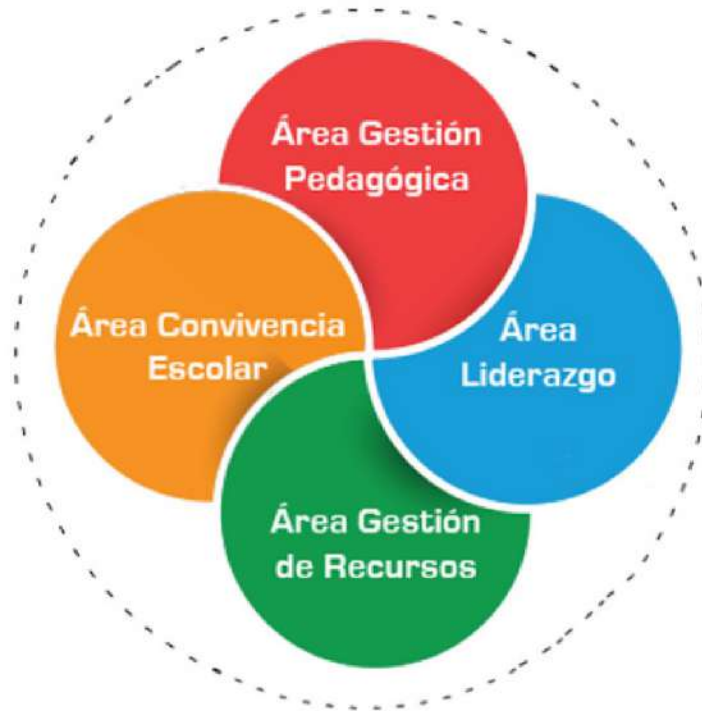 Área Gestión
Pedagógica
Área Convivencia
Escolar
Área
Liderazgo
Área Gestión
de Recursos